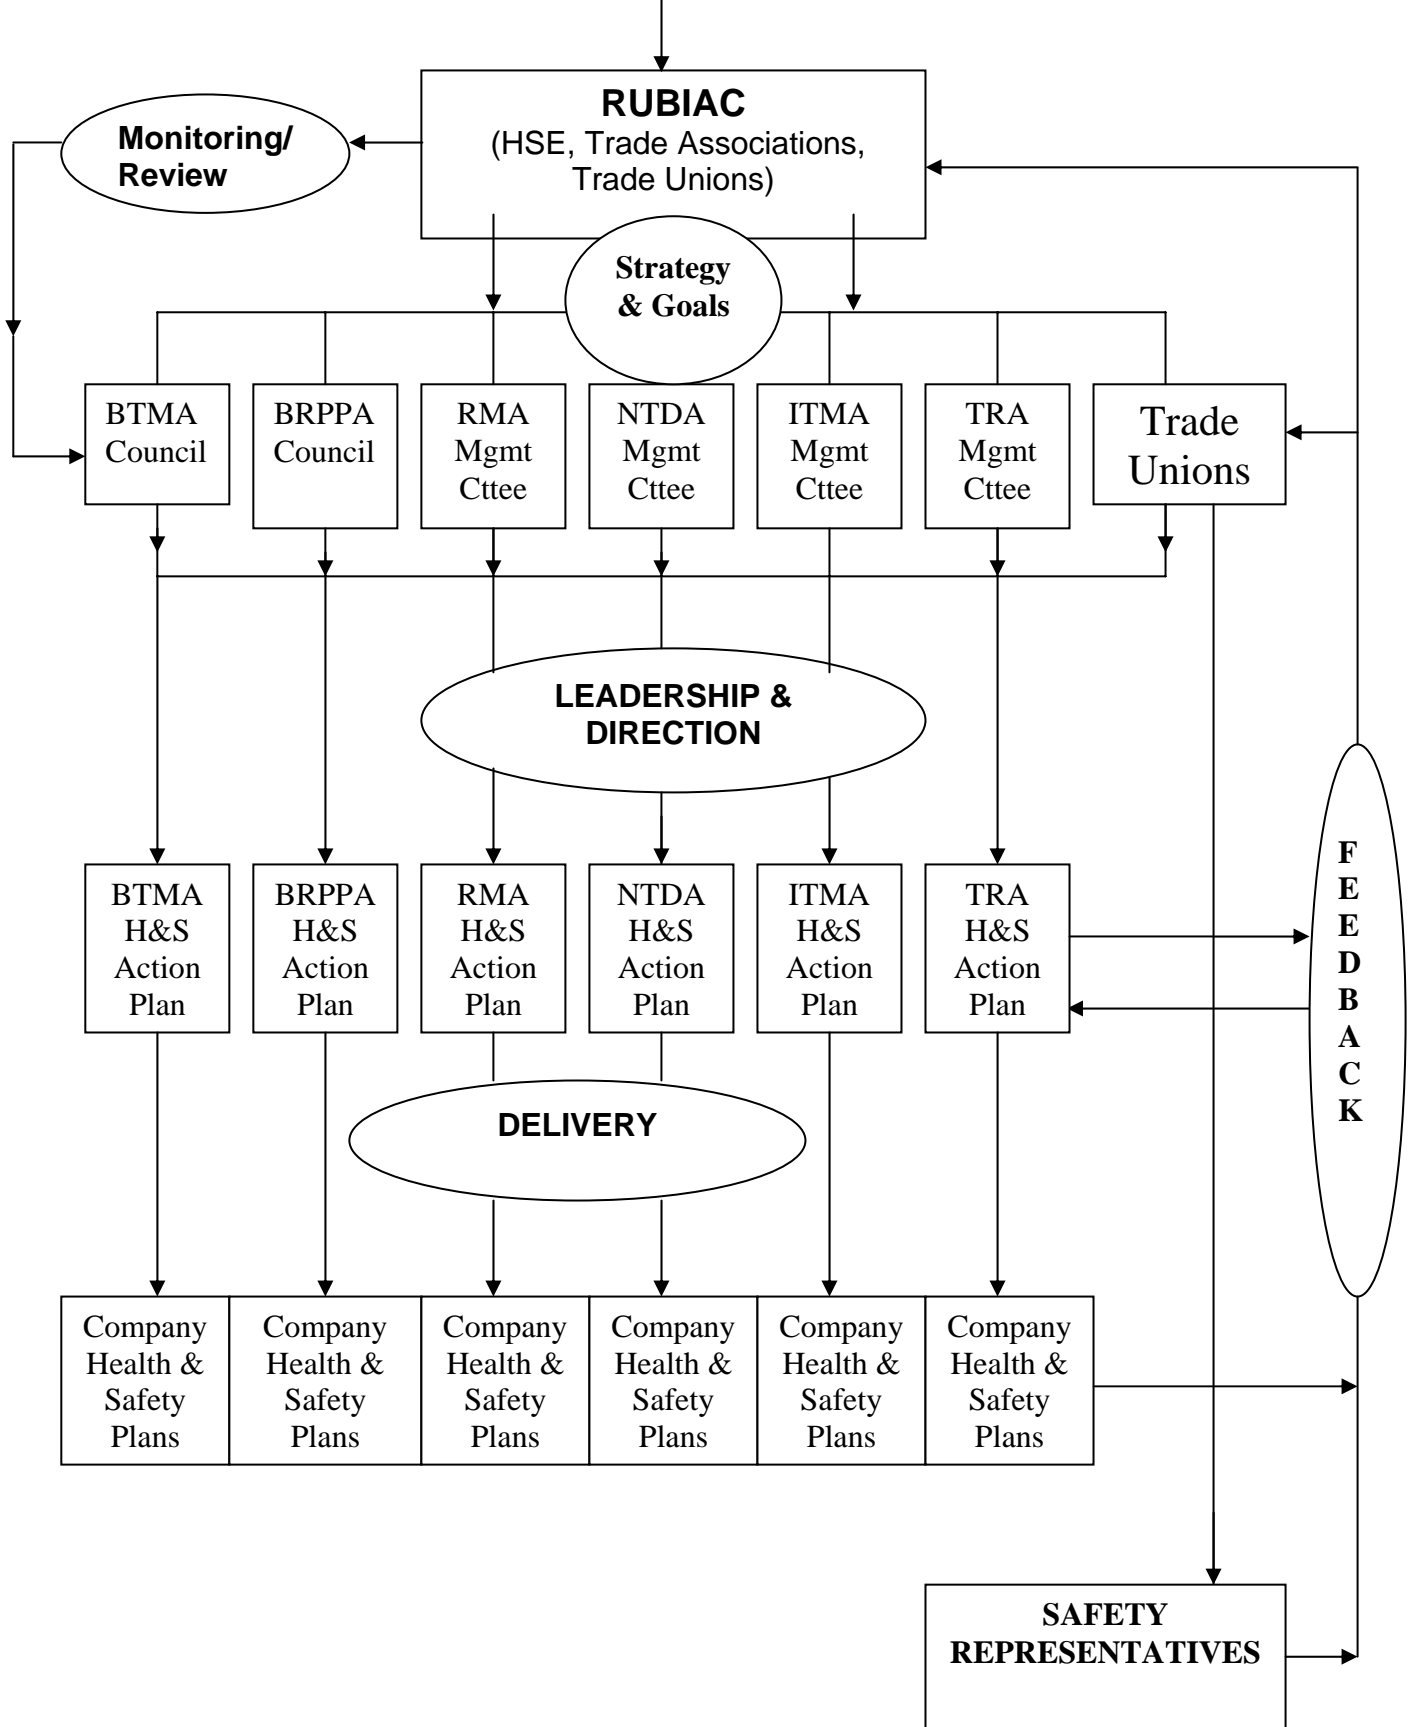 RUBIAC
(HSE, Trade Associations,
Trade Unions)
Monitoring/
Review
Strategy
& Goals
BTMA
Council
BRPPA
Council
RMA
Mgmt
Cttee
NTDA
Mgmt
Cttee
ITMA
Mgmt
Cttee
TRA
Mgmt
Cttee
Trade
Unions
LEADERSHIP &
DIRECTION
BTMA
H&S
Action
Plan
BRPPA
H&S
Action
Plan
RMA
H&S
Action
Plan
NTDA
H&S
Action
Plan
ITMA
H&S
Action
Plan
TRA
H&S
Action
Plan
F
E
E
D
B
A
C
K
DELIVERY
Company
Health &
Safety
Plans
Company
Health &
Safety
Plans
Company
Health &
Safety
Plans
Company
Health &
Safety
Plans
Company
Health &
Safety
Plans
Company
Health &
Safety
Plans
SAFETY
REPRESENTATIVES